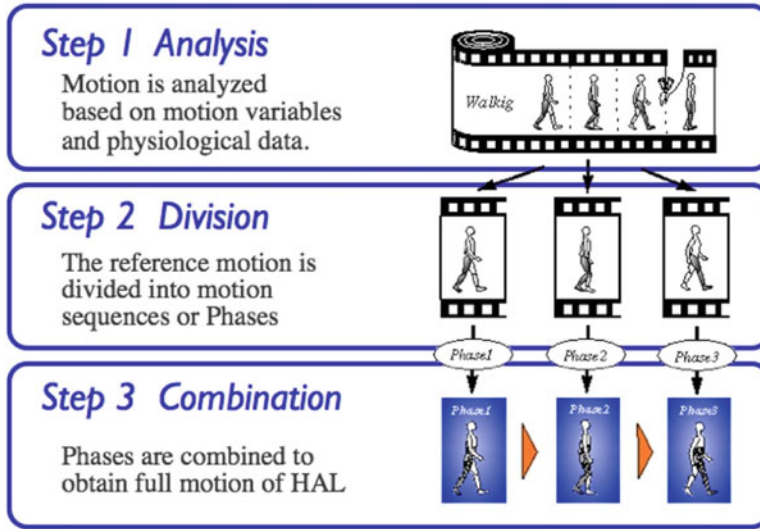 Step 1 Analysis
Motion is analyzed
based on motion variables
and physiological data.
Walkig
Step 2 Division
The reference motion is
divided into motion
sequences or Phases
Phase1
Phase2
Phase3
Step 3 Combination
Phases are combined to
obtain full motion of HAL
Phase1
Phase2
Phase3